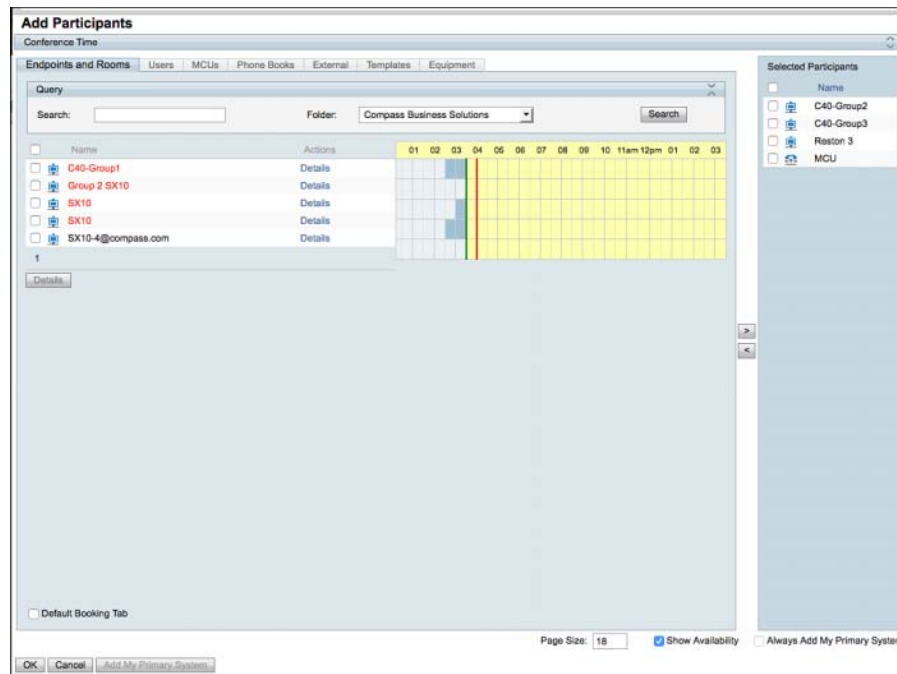 Add Participants
Conference Time
Endpoints and Rooms Users MCUs Phone Books External Templates Equipment
Query
Search: Folder: Compass Business Solutions Search
Name Actions 01 02 03 04 05 06 07 08 09 10 11am 12pm 01 02 03
C40-Group1 Details
Group 2 SX10 Details
SX10 Details
SX10 Details
SX10-4@compass.com Details
1
Details
Selected Participants
Name
C40-Group2
C40-Group3
Reston 3
MCU
>
<
Default Booking Tab
Page Size: 18 Show Availability Always Add My Primary Syste
OK Cancel Add My Primary System